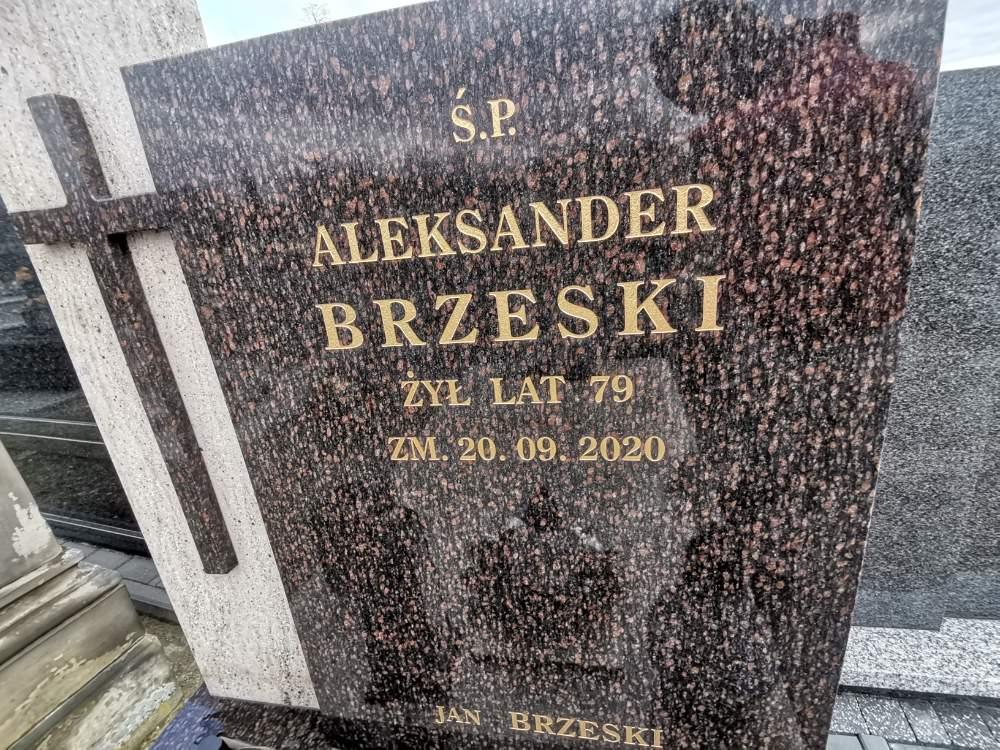 Ś.P.
ALEKSANDER
BRZESKI
ŻYŁ LAT 79
ZM. 20. 09. 2020
JAN BRZESKI